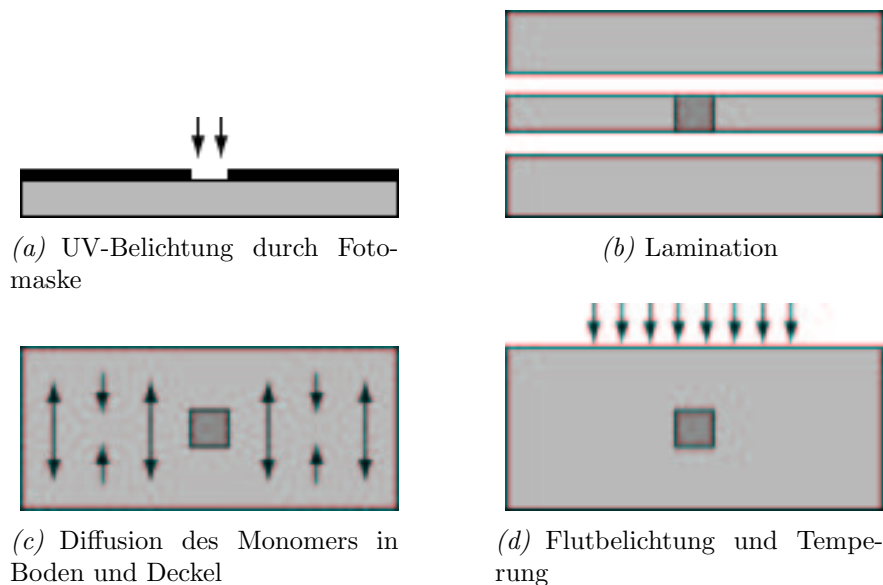 (a) UV-Belichtung durch Foto-
maske
(b) Lamination
(c) Diffusion des Monomers in
Boden und Deckel
(d) Flutbelichtung und Tempe-
rung